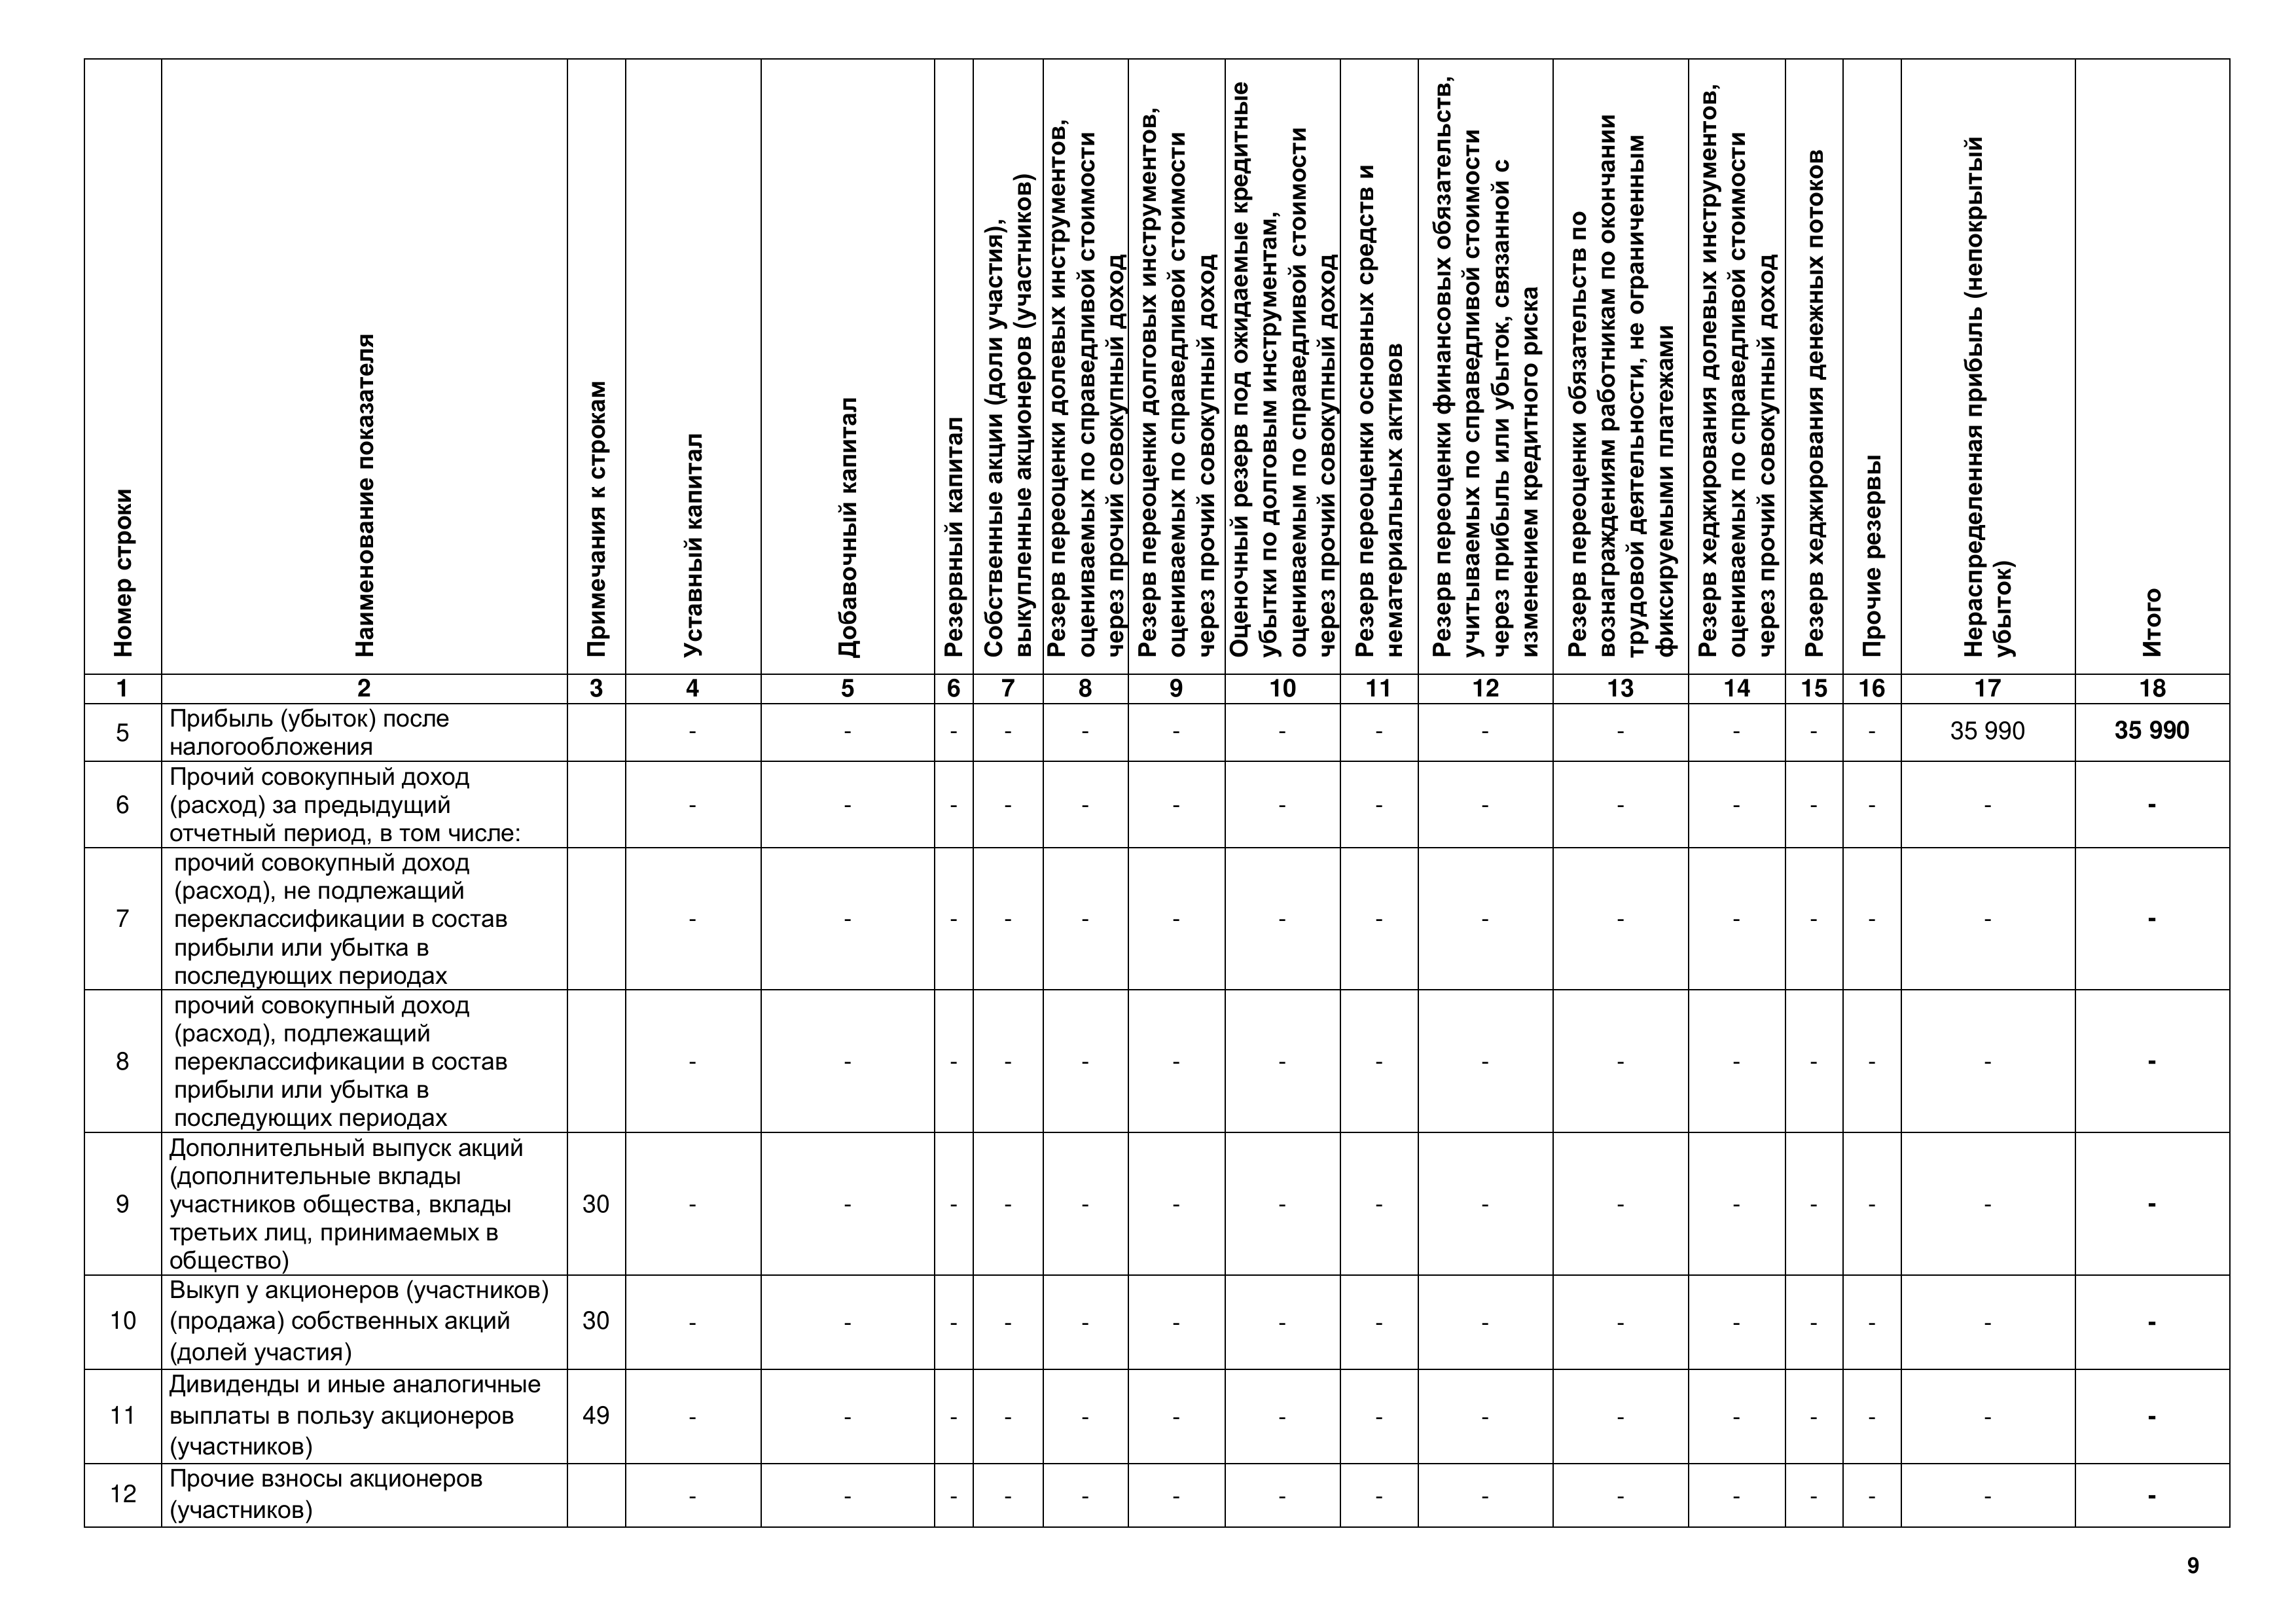 Номер строки
Наименование показателя
Примечания к строкам
Уставный капитал
Добавочный капитал
Резервный капитал
Собственные акции (доли участия),
выкупленные акционеров (участников)
Резерв переоценки долевых инструментов,
оцениваемых по справедливой стоимости
через прочий совокупный доход
Резерв переоценки долговых инструментов,
оцениваемых по справедливой стоимости
через прочий совокупный доход
Оценочный резерв под ожидаемые кредитные
убытки по долговым инструментам,
оцениваемым по справедливой стоимости
через прочий совокупный доход
Резерв переоценки основных средств и
нематериальных активов
Резерв переоценки финансовых обязательств,
учитываемых по справедливой стоимости
через прибыль или убыток, связанной с
изменением кредитного риска
Резерв переоценки обязательств по
вознаграждениям работникам по окончании
трудовой деятельности, не ограниченным
фиксируемыми платежами
Резерв хеджирования долевых инструментов,
оцениваемых по справедливой стоимости
через прочий совокупный доход
Резерв хеджирования денежных потоков
Прочие резервы
Нераспределенная прибыль (непокрытый
убыток)
Итого
1 2 3 4 5 6 7 8 9 10 11 12 13 14 15 16 17 18
5 Прибыль (убыток) после
налогообложения
- - - - - - - - - - - - - 35 990 35 990
6 Прочий совокупный доход
(расход) за предыдущий
отчетный период, в том числе:
- - - - - - - - - - - - - - -
7 прочий совокупный доход
(расход), не подлежащий
переклассификации в состав
прибыли или убытка в
последующих периодах
- - - - - - - - - - - - - - -
8 прочий совокупный доход
(расход), подлежащий
переклассификации в состав
прибыли или убытка в
последующих периодах
- - - - - - - - - - - - - - -
9 Дополнительный выпуск акций
(дополнительные вклады
участников общества, вклады
третьих лиц, принимаемых в
общество)
30 - - - - - - - - - - - - - - -
10 Выкуп у акционеров (участников)
(продажа) собственных акций
(долей участия)
30 - - - - - - - - - - - - - - -
11 Дивиденды и иные аналогичные
выплаты в пользу акционеров
(участников)
49 - - - - - - - - - - - - - - -
12 Прочие взносы акционеров
(участников)
- - - - - - - - - - - - - - -
9